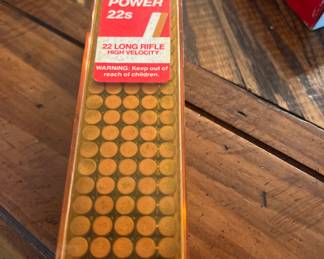 POWER
22s
22 LONG RIFLE
HIGH VELOCITY
WARNING: Keep out of
reach of children.